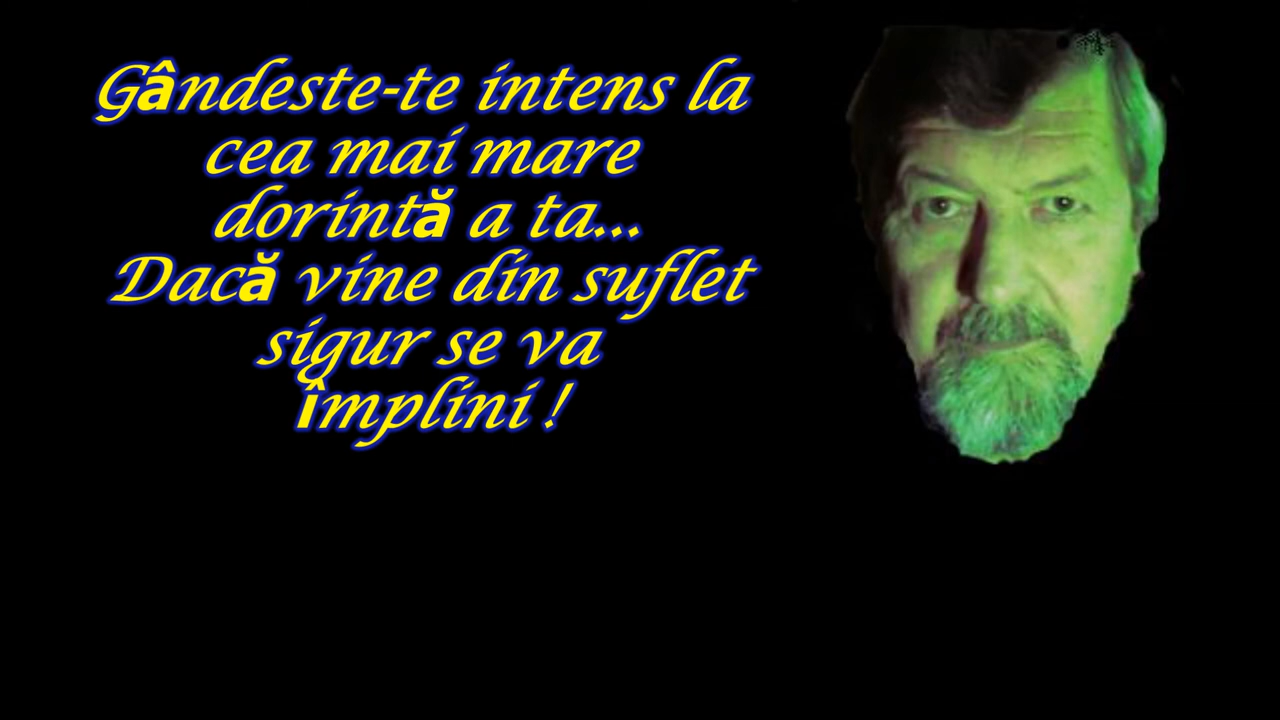 Gândeste-te intens la
cea mai mare
dorintă a ta...
Dacă vine din suflet
sigur se va
împlini !